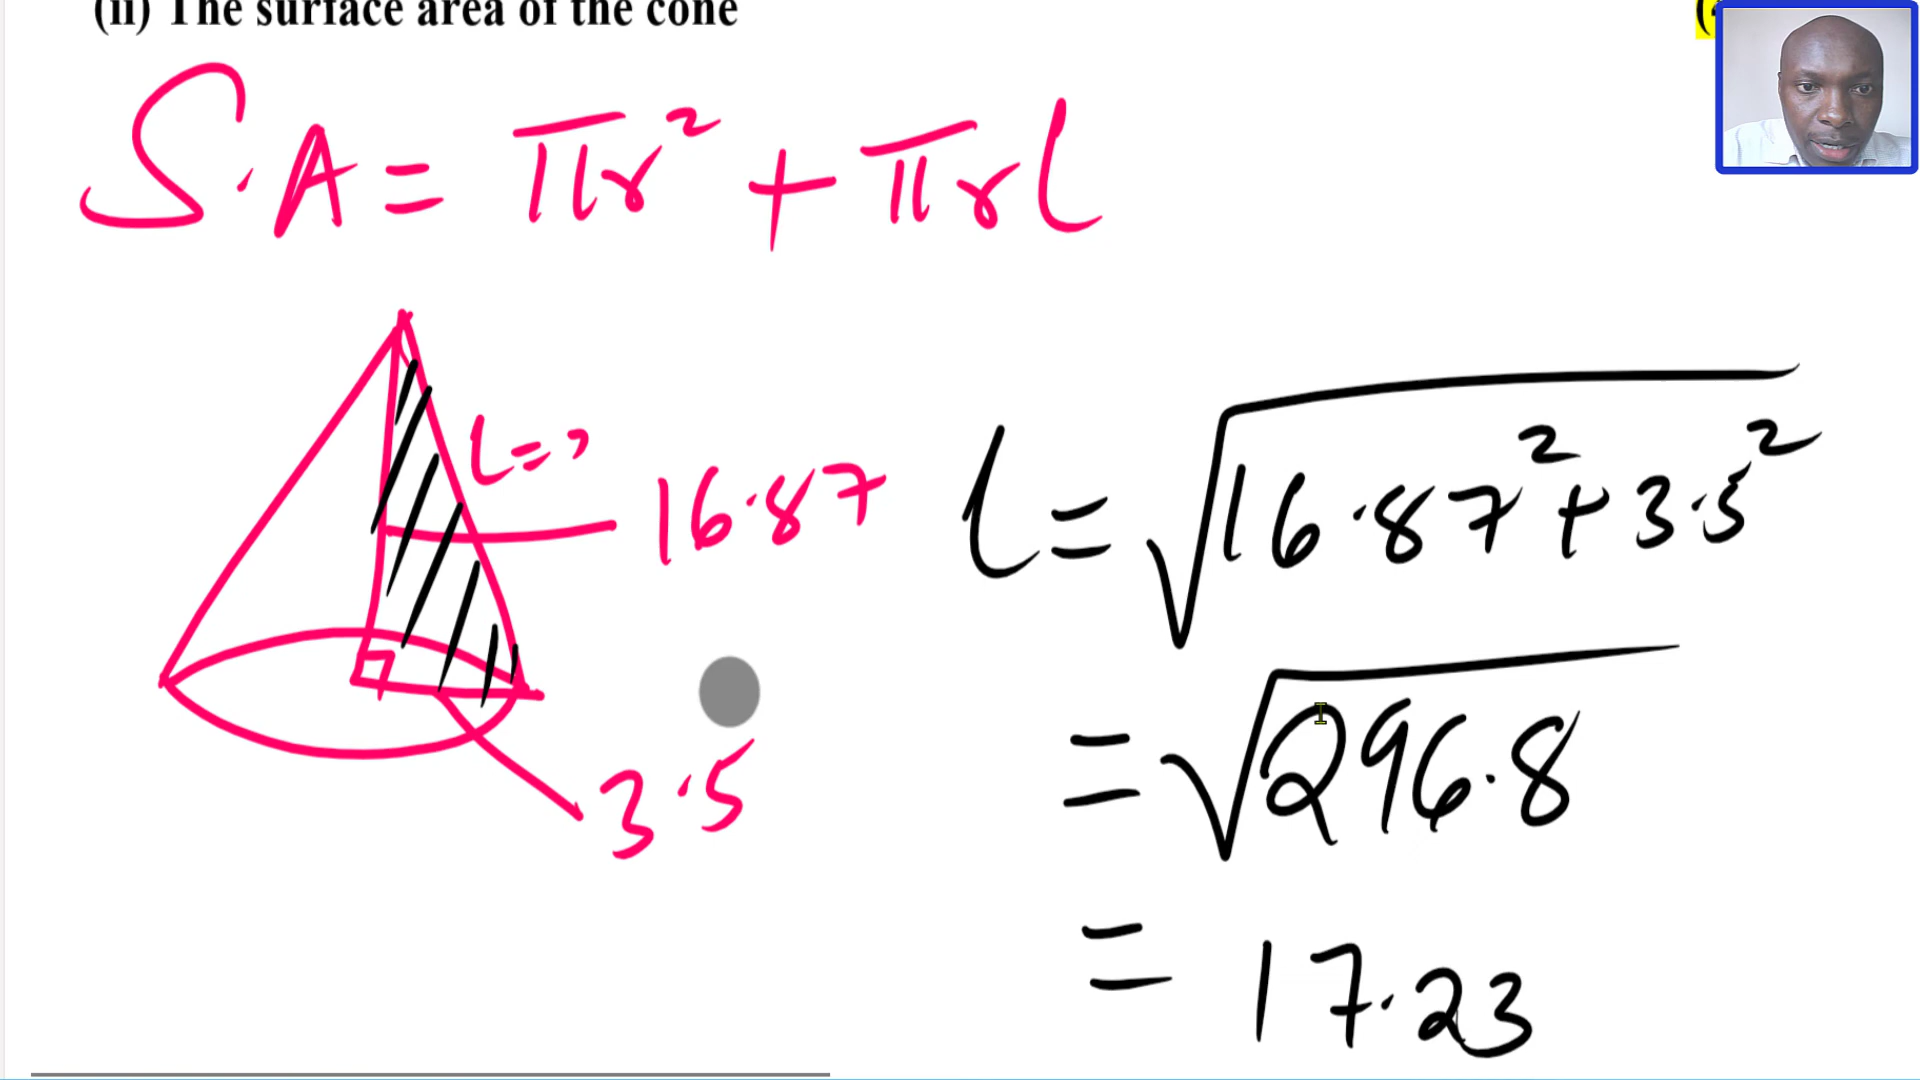 (ii) The surface area of the cone
S.A = πr² + πrl
l = ?
16.87
3.5
l = √16.87² + 3.5²
= √296.8
= 17.23